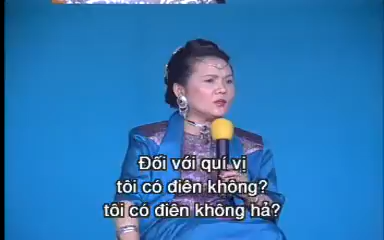 Đối với quí vị
tôi có điên không?
tôi có điên không hả?